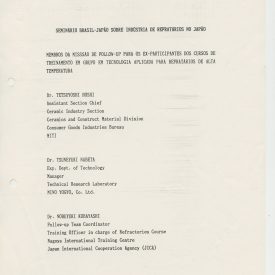 SEMINÁRIO BRASIL-JAPÃO SOBRE INDÚSTRIA DE REFRATÁRIOS NO JAPÃO
MEMBROS DA MISSÃO DE FOLLOW-UP PARA OS EX-PARTICIPANTES DOS CURSOS DE
TREINAMENTO EM GRUPO EM TECNOLOGIA APLICADA PARA REFRATÁRIOS DE ALTA
TEMPERATURA
Dr. TETSUYOSHI
Assistant Section Chief
Ceramic Industry Section
Ceramics and Construct Material Division
Consumer Goods Industries Bureau
MITI
Dr. TSUNEYUKI
Exp. Dept. of Technology
Manager
Technical Research Laboratory
MINO YOGYO, Co. Ltd.
Dr. NOBUYUKI KOBAYASHI
Follow-up Team Coordinator
Training Officer in charge of Refractories Course
Nagoya International Training Centre
Japan International Cooperation Agency (JICA)